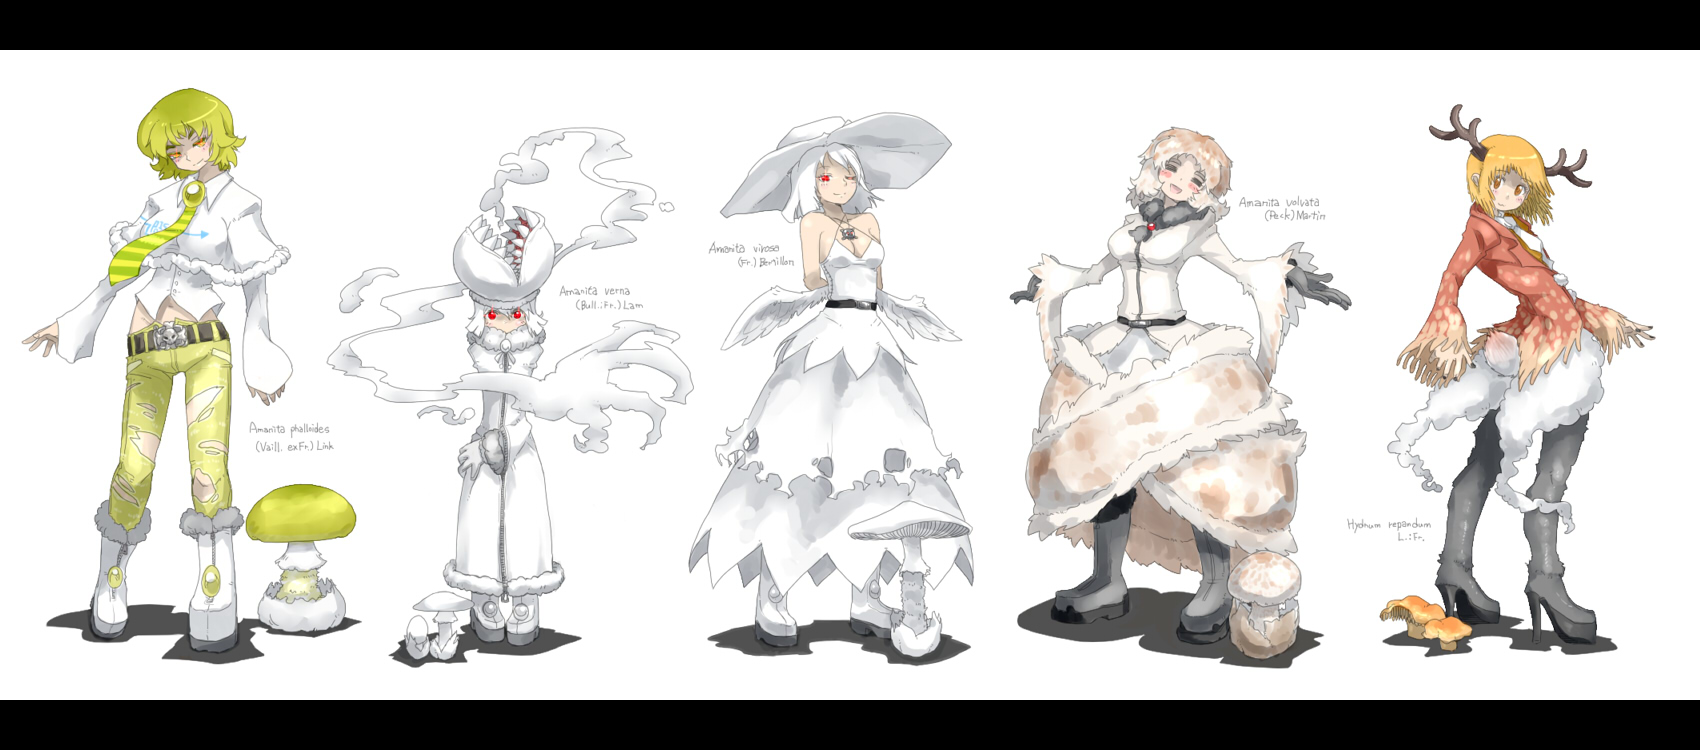 Amanita phalloides
(Vaill. ex Fr.) Link
Amanita verna
(Bull.:Fr.) Lam
Amanita virosa
(Fr.) Bertillon
Amanita volvata
(Peck) Martin
Hydnum repandum
L.:Fr.